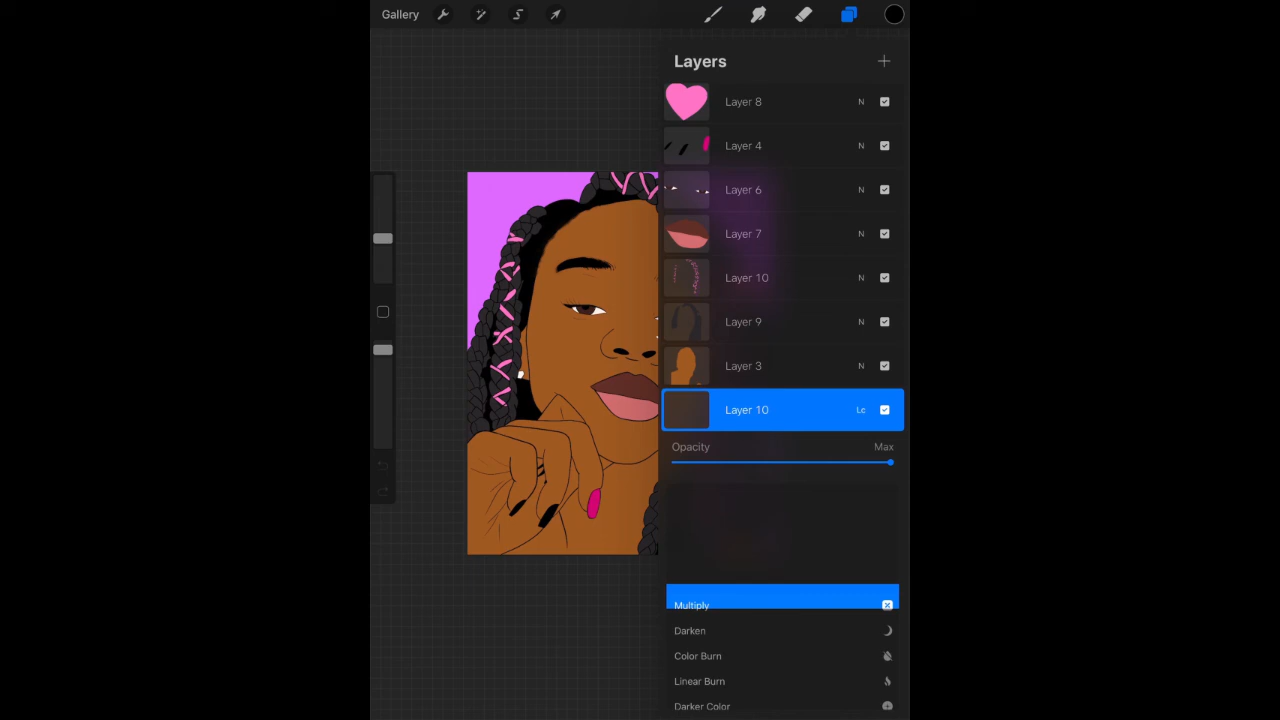 Gallery
Layers
Layer 8 N
Layer 4 N
Layer 6 N
Layer 7 N
Layer 10 N
Layer 9 N
Layer 3 N
Layer 10 Lc
Opacity Max
Multiply
Darken
Color Burn
Linear Burn
Darker Color